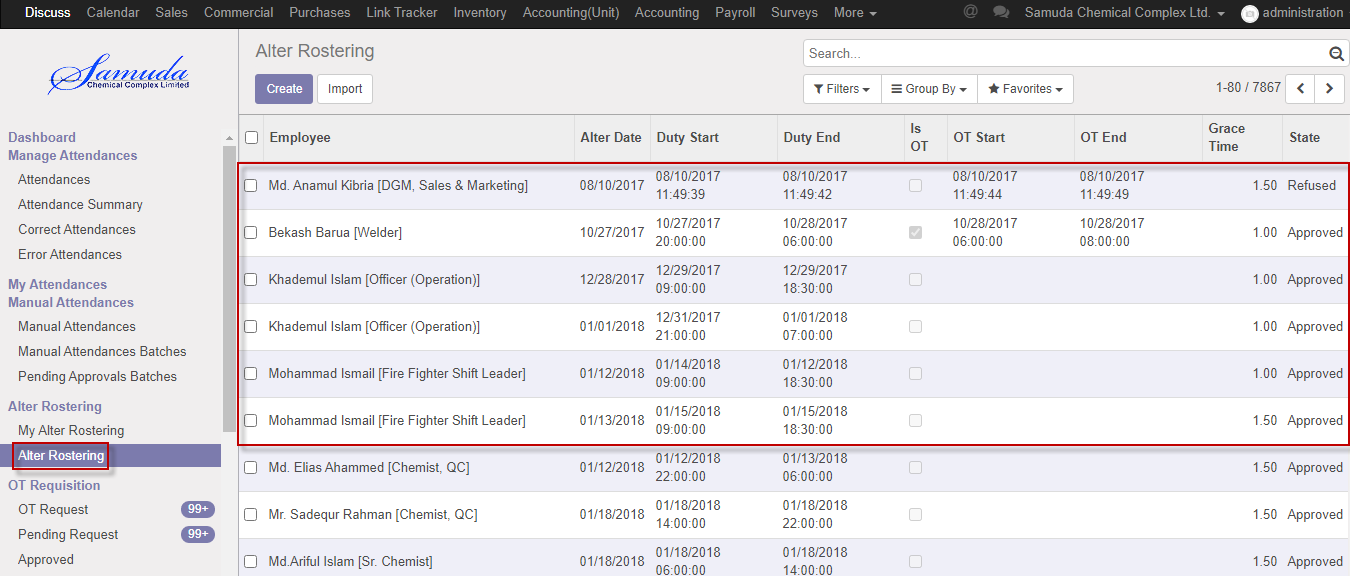 Discuss Calendar Sales Commercial Purchases Link Tracker Inventory Accounting(Unit) Accounting Payroll Surveys More @ Samuda Chemical Complex Ltd. administration
Samuda
Chemical Complex Limited
Dashboard
Manage Attendances
Attendances
Attendance Summary
Correct Attendances
Error Attendances
My Attendances
Manual Attendances
Manual Attendances
Manual Attendances Batches
Pending Approvals Batches
Alter Rostering
My Alter Rostering
Alter Rostering
OT Requisition
OT Request 99+
Pending Request 99+
Approved
Alter Rostering
Search...
Create Import
Filters Group By Favorites
1-80 / 7867
Employee Alter Date Duty Start Duty End Is OT OT Start OT End Grace Time State
Md. Anamul Kibria [DGM, Sales & Marketing] 08/10/2017 08/10/2017 11:49:39 08/10/2017 11:49:42 08/10/2017 11:49:44 08/10/2017 11:49:49 1.50 Refused
Bekash Barua [Welder] 10/27/2017 10/27/2017 20:00:00 10/28/2017 06:00:00 10/28/2017 06:00:00 10/28/2017 08:00:00 1.00 Approved
Khademul Islam [Officer (Operation)] 12/28/2017 12/29/2017 09:00:00 12/29/2017 18:30:00 1.00 Approved
Khademul Islam [Officer (Operation)] 01/01/2018 12/31/2017 21:00:00 01/01/2018 07:00:00 1.00 Approved
Mohammad Ismail [Fire Fighter Shift Leader] 01/12/2018 01/14/2018 09:00:00 01/12/2018 18:30:00 1.00 Approved
Mohammad Ismail [Fire Fighter Shift Leader] 01/13/2018 01/15/2018 09:00:00 01/15/2018 18:30:00 1.50 Approved
Md. Elias Ahammed [Chemist, QC] 01/12/2018 01/12/2018 22:00:00 01/13/2018 06:00:00 1.50 Approved
Mr. Sadequr Rahman [Chemist, QC] 01/18/2018 01/18/2018 14:00:00 01/18/2018 22:00:00 1.50 Approved
Md.Ariful Islam [Sr. Chemist] 01/18/2018 01/18/2018 06:00:00 01/18/2018 14:00:00 1.50 Approved